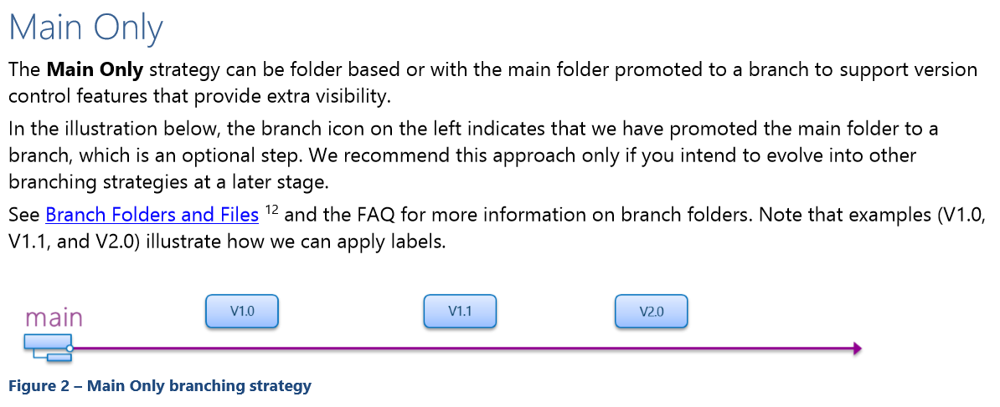 Main Only
The Main Only strategy can be folder based or with the main folder promoted to a branch to support version
control features that provide extra visibility.
In the illustration below, the branch icon on the left indicates that we have promoted the main folder to a
branch, which is an optional step. We recommend this approach only if you intend to evolve into other
branching strategies at a later stage.
See Branch Folders and Files 12 and the FAQ for more information on branch folders. Note that examples (V1.0,
V1.1, and V2.0) illustrate how we can apply labels.
V1.0 V1.1 V2.0
main
Figure 2 – Main Only branching strategy